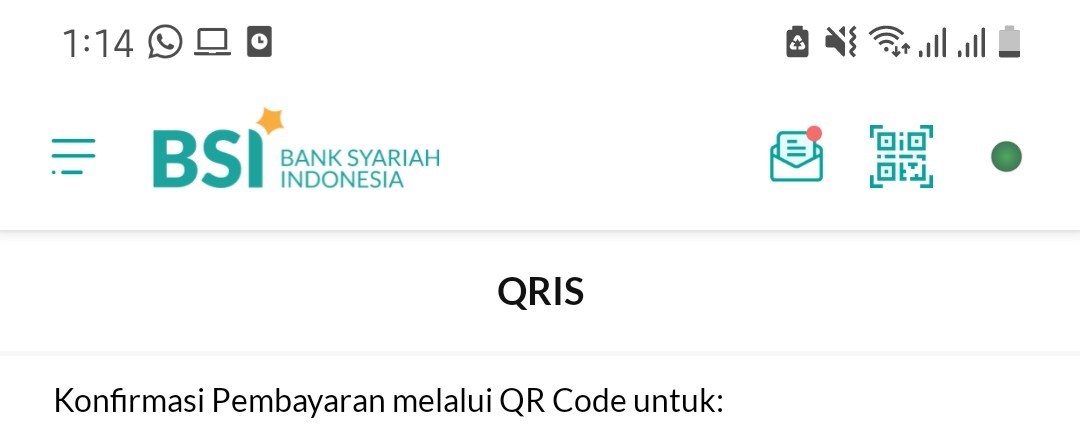 1:14
BSI BANK SYARIAH
INDONESIA
QRIS
Konfirmasi Pembayaran melalui QR Code untuk: